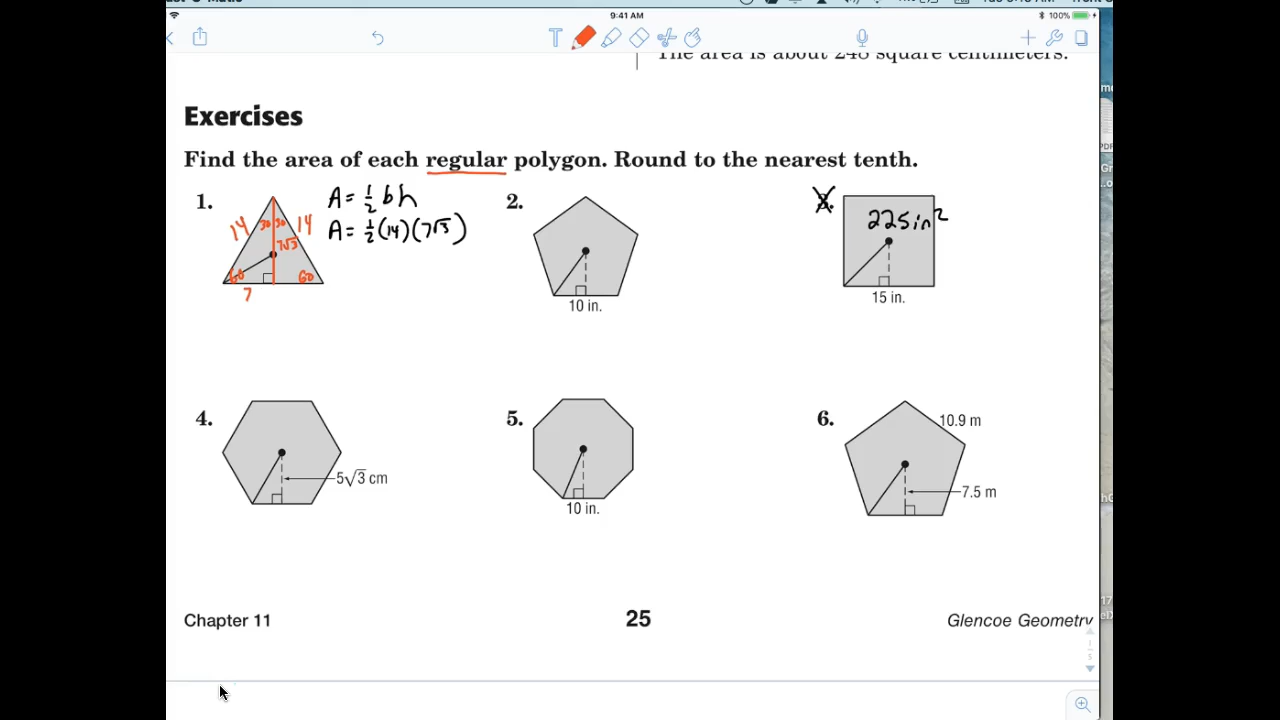 9:41 AM
100%
The area is about 248 square centimeters.
Exercises
Find the area of each regular polygon. Round to the nearest tenth.
1.
14
14
30
30
7√3
60
60
7
A = 1/2 bh
A = 1/2 (14)(7√3)
2.
10 in.
3.
225in²
15 in.
4.
5√3 cm
5.
10 in.
6.
10.9 m
7.5 m
Chapter 11
25
Glencoe Geometry